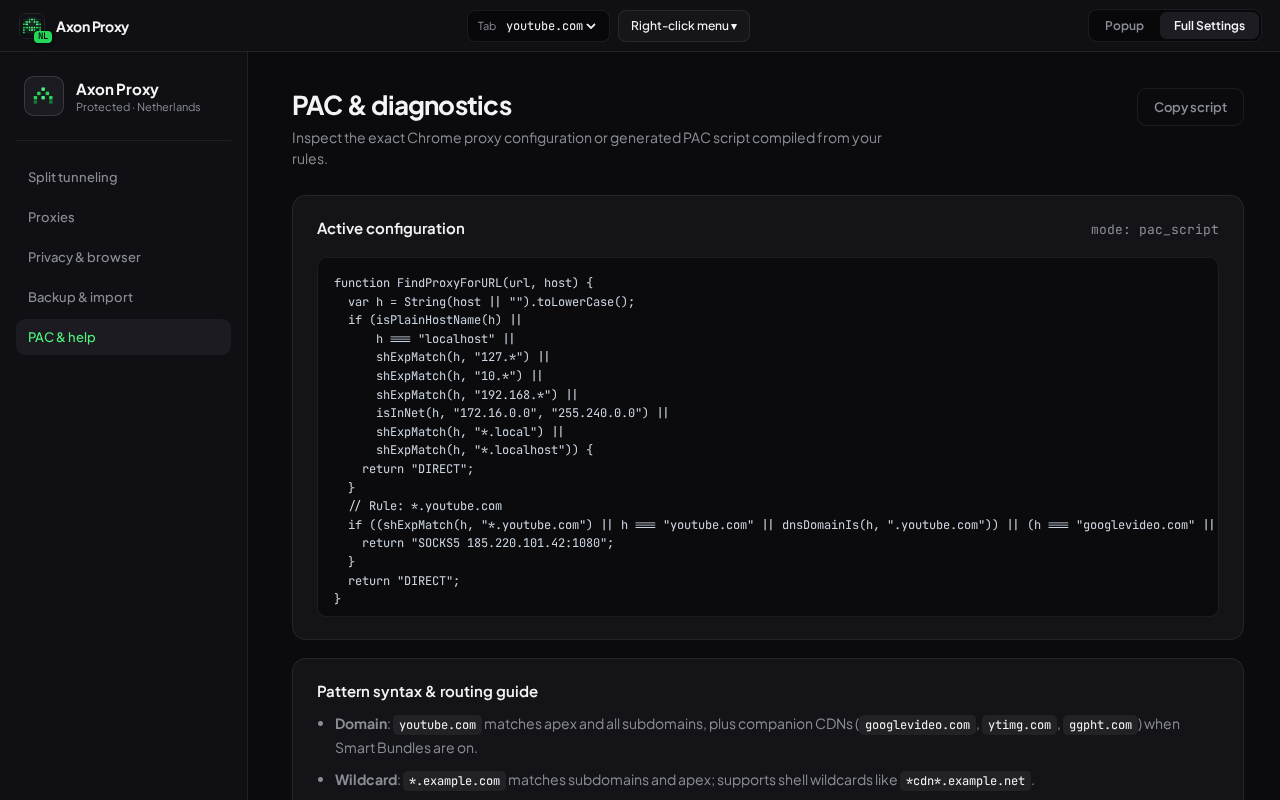 Axon Proxy
NL
Tab youtube.com
Right-click menu ▾
Popup
Full Settings
Axon Proxy
Protected · Netherlands
Split tunneling
Proxies
Privacy & browser
Backup & import
PAC & help
PAC & diagnostics
Inspect the exact Chrome proxy configuration or generated PAC script compiled from your
rules.
Copy script
Active configuration
mode: pac_script
function FindProxyForURL(url, host) {
  var h = String(host || "").toLowerCase();
  if (isPlainHostName(h) ||
      h === "localhost" ||
      shExpMatch(h, "127.*") ||
      shExpMatch(h, "10.*") ||
      shExpMatch(h, "192.168.*") ||
      isInNet(h, "172.16.0.0", "255.240.0.0") ||
      shExpMatch(h, "*.local") ||
      shExpMatch(h, "*.localhost")) {
    return "DIRECT";
  }
  // Rule: *.youtube.com
  if ((shExpMatch(h, "*.youtube.com") || h === "youtube.com" || dnsDomainIs(h, ".youtube.com")) || (h === "googlevideo.com" ||
    return "SOCKS5 185.220.101.42:1080";
  }
  return "DIRECT";
}
Pattern syntax & routing guide
• Domain: youtube.com matches apex and all subdomains, plus companion CDNs (googlevideo.com, ytimg.com, ggpht.com) when
Smart Bundles are on.
• Wildcard: *.example.com matches subdomains and apex; supports shell wildcards like *cdn*.example.net.